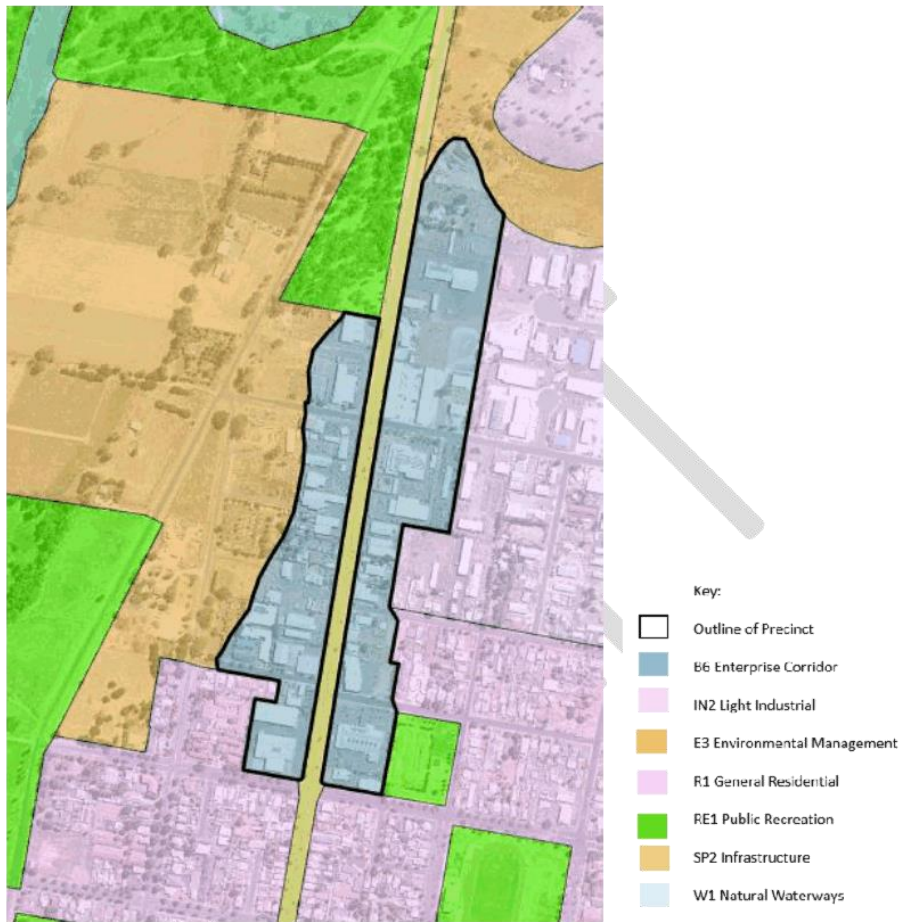 Key:
Outline of Precinct
B6 Enterprise Corridor
IN2 Light Industrial
E3 Environmental Management
R1 General Residential
RE1 Public Recreation
SP2 Infrastructure
W1 Natural Waterways